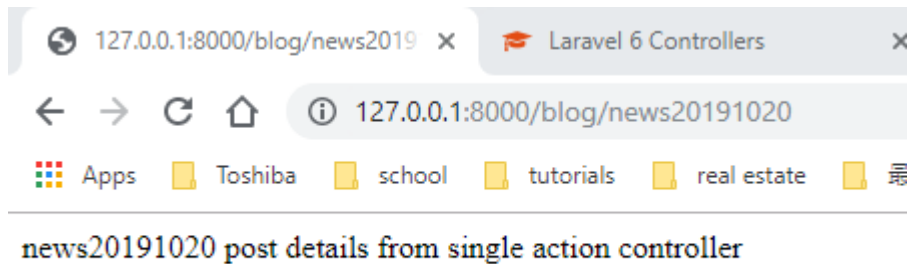 127.0.0.1:8000/blog/news2019
Laravel 6 Controllers
127.0.0.1:8000/blog/news20191020
Apps Toshiba school tutorials real estate 最
news20191020 post details from single action controller